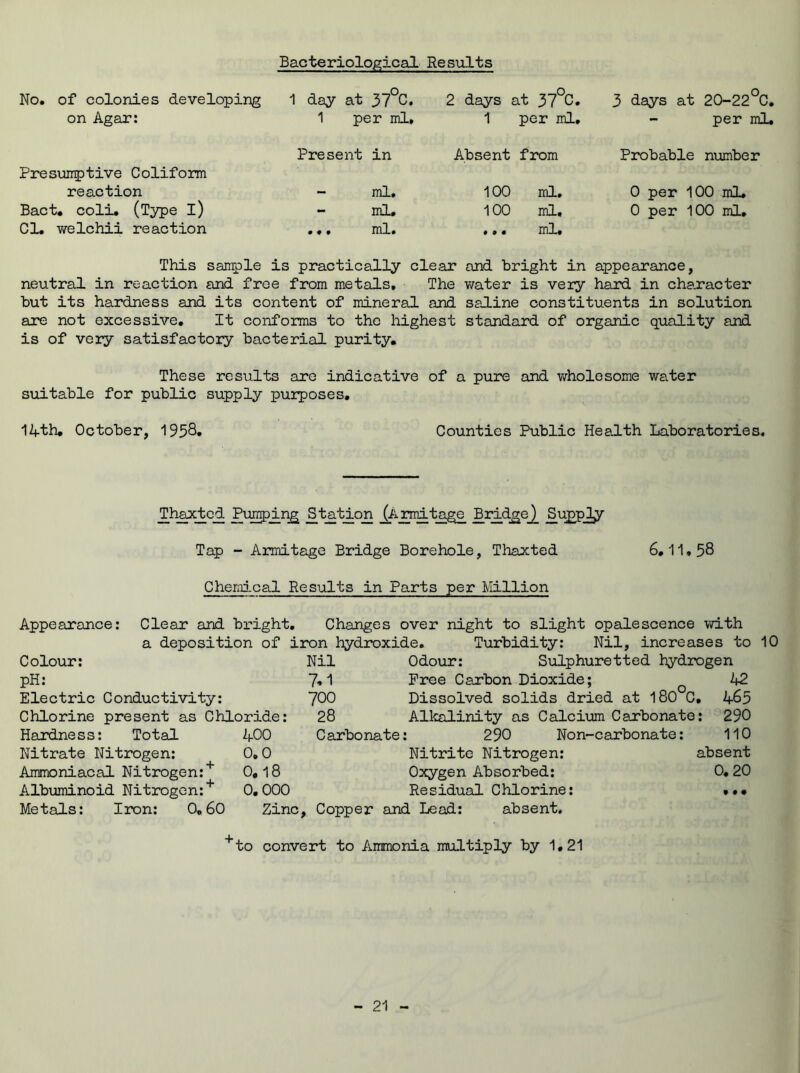 Bacteriological Results
No. of colonies developing 1 day at 37°C. 2 days at 37°C. 3 days at 20-22°C.
on Agar: 1 per ml. 1 per ml. - per ml.
Present in Absent from Probable number
Presumptive Coliform
reaction - ml. 100 ml. 0 per 100 ml.
Bact. coli. (Type I) - ml. 100 ml. 0 per 100 ml.
Cl. welchii reaction ... ml. ... ml.
This sample is practically clear and bright in appearance,
neutral in reaction and free from metals. The water is very hard in character
but its hardness and its content of mineral and saline constituents in solution
are not excessive. It conforms to the highest standard of organic quality and
is of very satisfactory bacterial purity.
These results are indicative of a pure and wholesome water
suitable for public supply purposes.
14th. October, 1958. Counties Public Health Laboratories.
Thaxted Pumping Station (Armitage Bridge) Supply
Tap - Armitage Bridge Borehole, Thaxted 6.11.58
Chemical Results in Parts per Million
Appearance: Clear and bright. Changes over night to slight opalescence with
a deposition of iron hydroxide. Turbidity: Nil, increases to 10
Colour: Nil Odour: Sulphuretted hydrogen
pH: 7.1 Free Carbon Dioxide; 42
Electric Conductivity: 700 Dissolved solids dried at 180°C. 465
Chlorine present as Chloride: 28 Alkalinity as Calcium Carbonate: 290
Hardness: Total 400 Carbonate: 290 Non-carbonate: 110
Nitrate Nitrogen: 0.0 Nitrite Nitrogen: absent
Ammoniacal Nitrogen:+ 0.18 Oxygen Absorbed: 0.20
Albuminoid Nitrogen:+ 0.000 Residual Chlorine: ...
Metals: Iron: 0.60 Zinc, Copper and Lead: absent.
+to convert to Ammonia multiply by 1.21
- 21 -